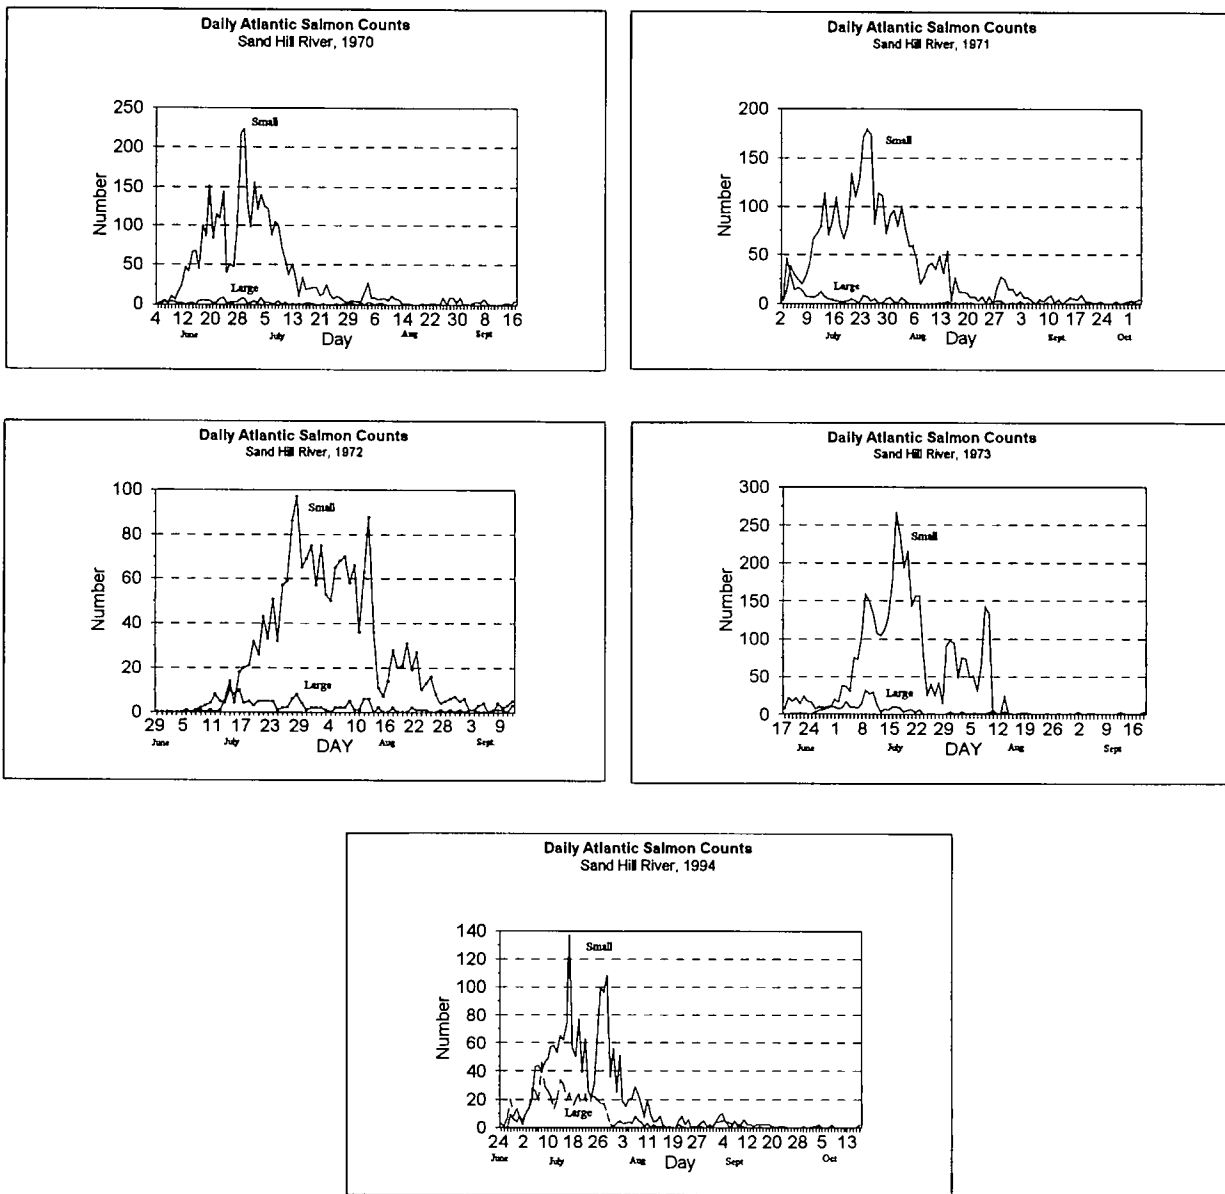 Daily Atlantic Salmon Counts
Sand Hill River, 1970
250
200
150
100
50
0
Number
Small
Large
4 12 20 28 5 13 21 29 6 14 22 30 8 16
June July Aug Sept
Day
Daily Atlantic Salmon Counts
Sand Hill River, 1971
200
150
100
50
0
Number
Small
Large
2 9 16 23 30 6 13 20 27 3 10 17 24 1
July Aug Sept. Oct
Day
Daily Atlantic Salmon Counts
Sand Hill River, 1972
100
80
60
40
20
0
Number
Small
Large
29 5 11 17 23 29 4 10 16 22 28 3 9
June July Aug Sept.
DAY
Daily Atlantic Salmon Counts
Sand Hill River, 1973
300
250
200
150
100
50
0
Number
Small
Large
17 24 1 8 15 22 29 5 12 19 26 2 9 16
June July Aug Sept
DAY
Daily Atlantic Salmon Counts
Sand Hill River, 1994
140
120
100
80
60
40
20
0
Number
Small
Large
24 2 10 18 26 3 11 19 27 4 12 20 28 5 13
June July Aug Sept Oct
Day